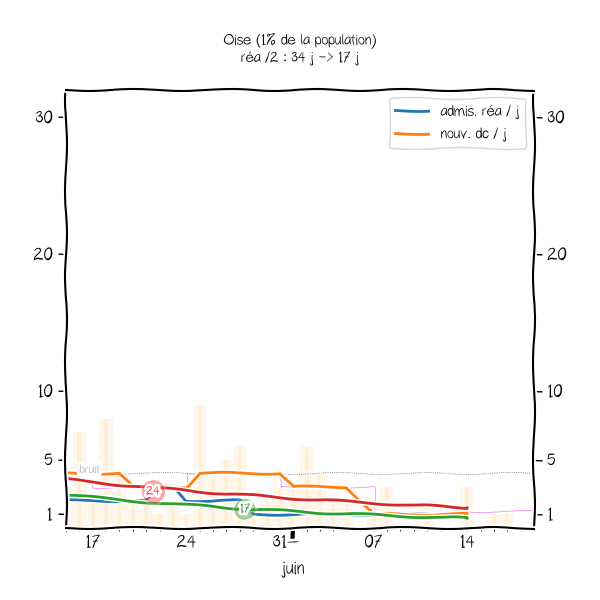 Oise (1% de la population)
réa /2 : 34 j -> 17 j
admis. réa / j
nouv. dc / j
30
30
20
20
10
10
5
5
bruit
24
17
1
1
17
24
31
07
14
juin